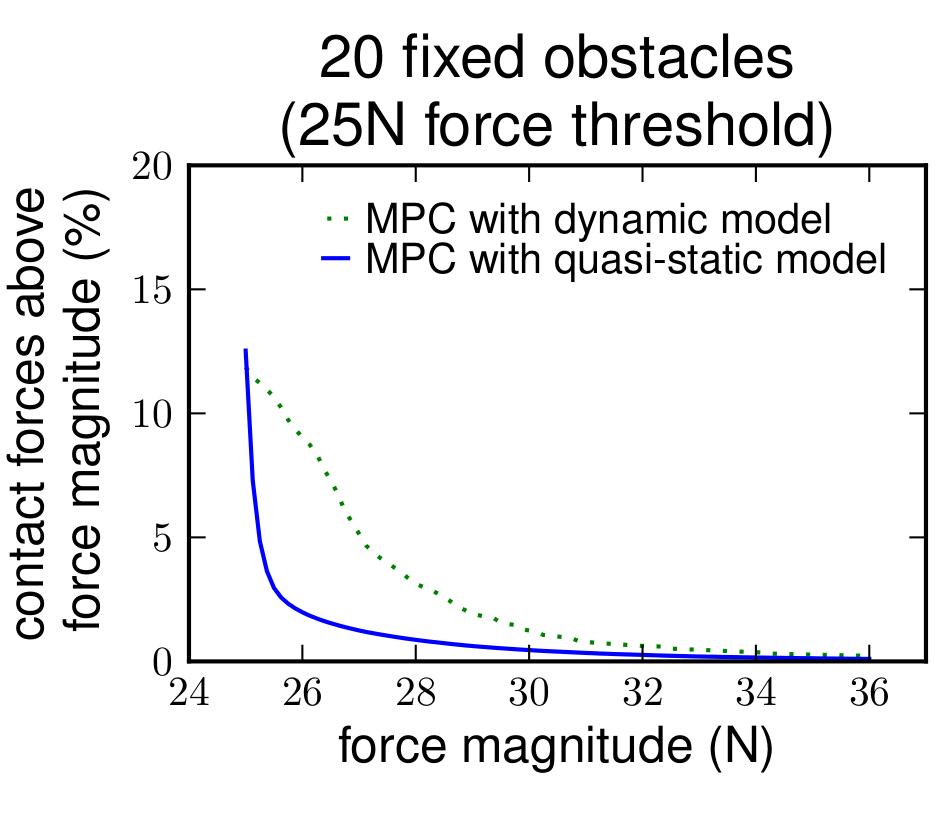 20 fixed obstacles
(25N force threshold)
contact forces above
force magnitude (%)
20
15
10
5
0
MPC with dynamic model
MPC with quasi-static model
24 26 28 30 32 34 36
force magnitude (N)